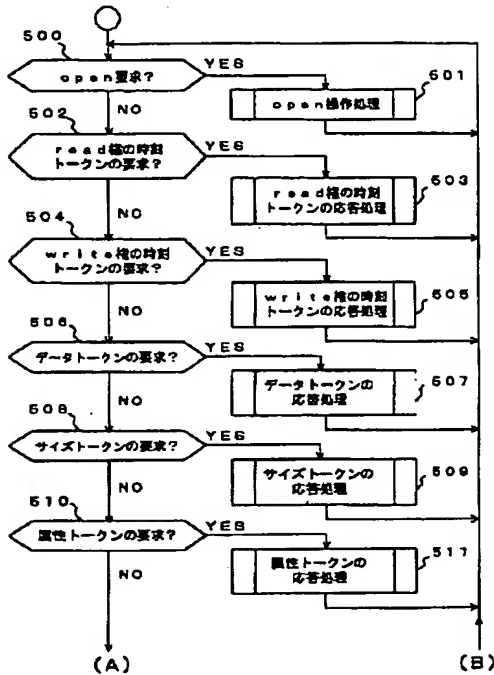 500
open要求?
YES
501
open操作処理
NO
502
read権の時刻
トークンの要求?
YES
503
read権の時刻
トークンの応答処理
NO
504
write権の時刻
トークンの要求?
YES
505
write権の時刻
トークンの応答処理
NO
506
データトークンの要求?
YES
507
データトークンの
応答処理
NO
508
サイズトークンの要求?
YES
509
サイズトークンの
応答処理
NO
510
属性トークンの要求?
YES
511
属性トークンの
応答処理
NO
(A)
(B)